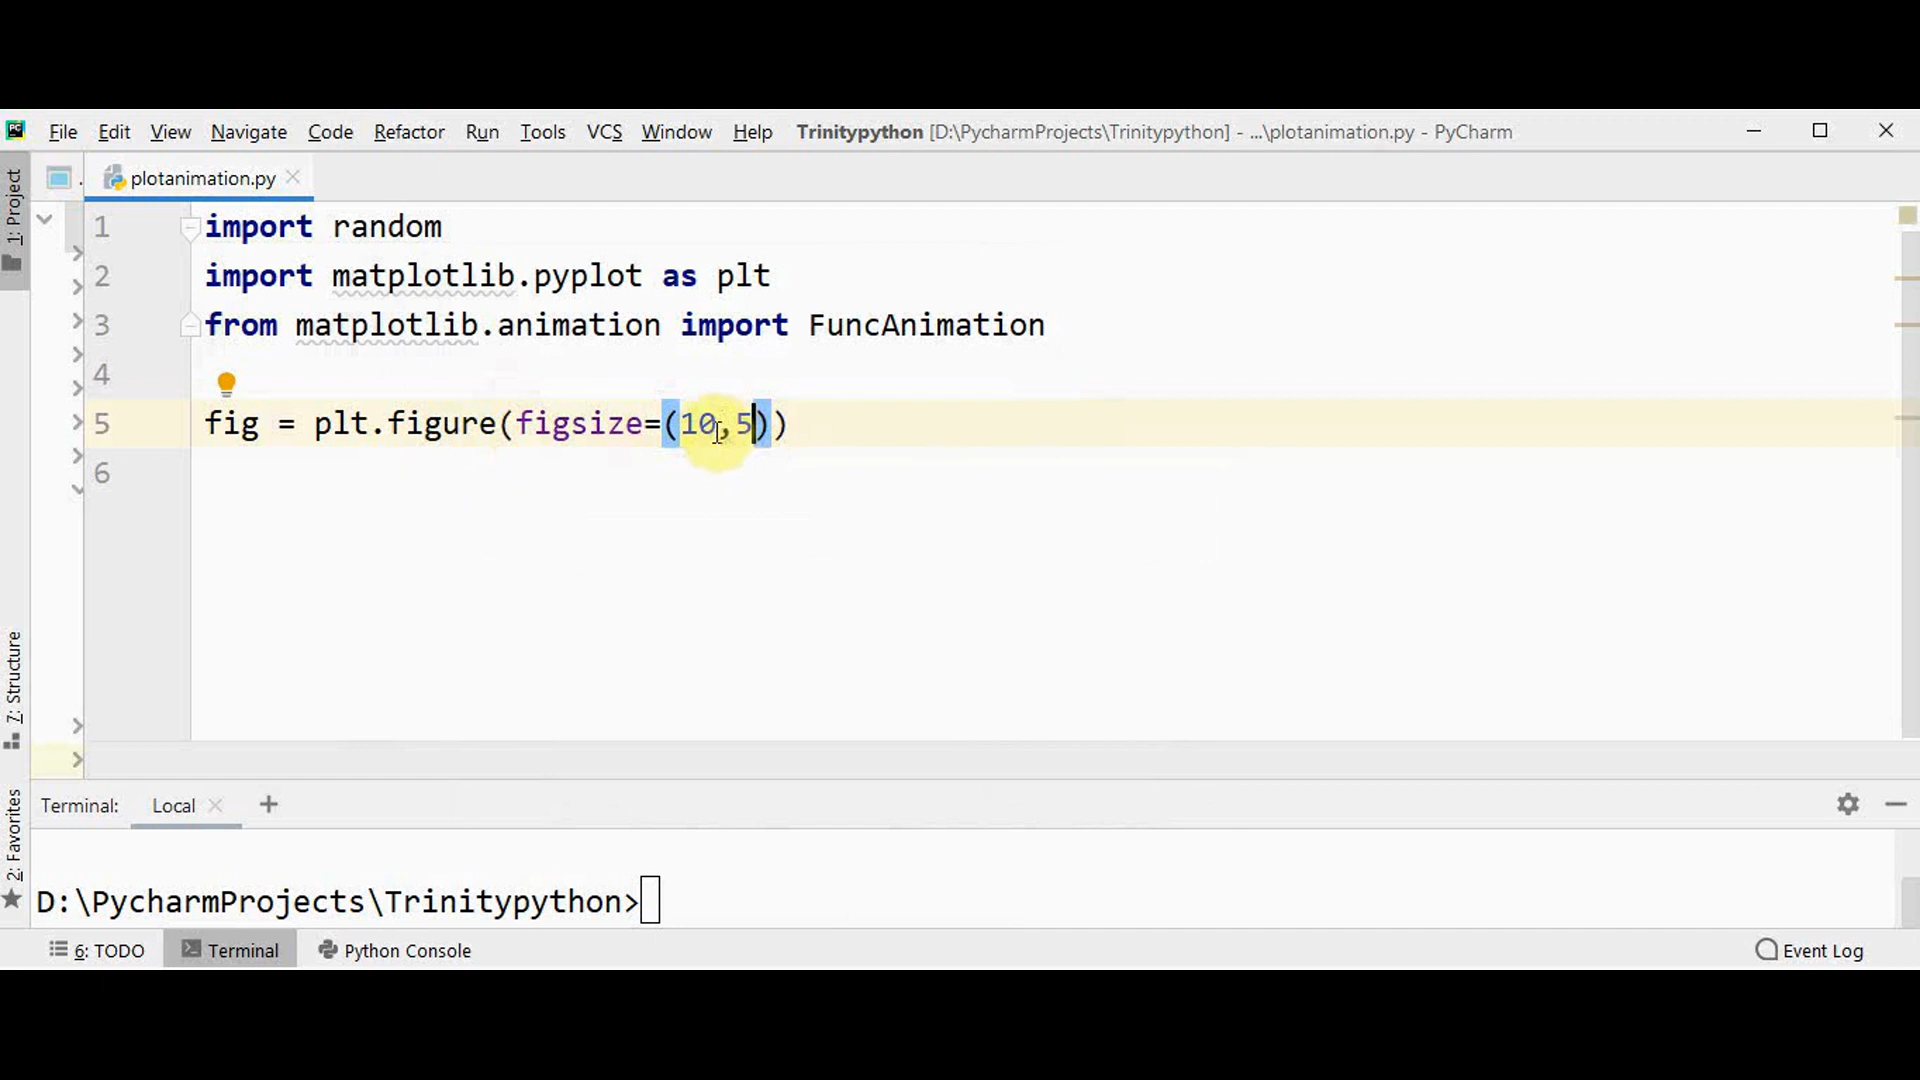 File Edit View Navigate Code Refactor Run Tools VCS Window Help Trinitypython [D:\PycharmProjects\Trinitypython] - ...\plotanimation.py - PyCharm
plotanimation.py
1: Project
1 import random
2 import matplotlib.pyplot as plt
3 from matplotlib.animation import FuncAnimation
4
5 fig = plt.figure(figsize=(10,5))
6
7: Structure
2: Favorites
Terminal: Local +
D:\PycharmProjects\Trinitypython>
6: TODO Terminal Python Console Event Log